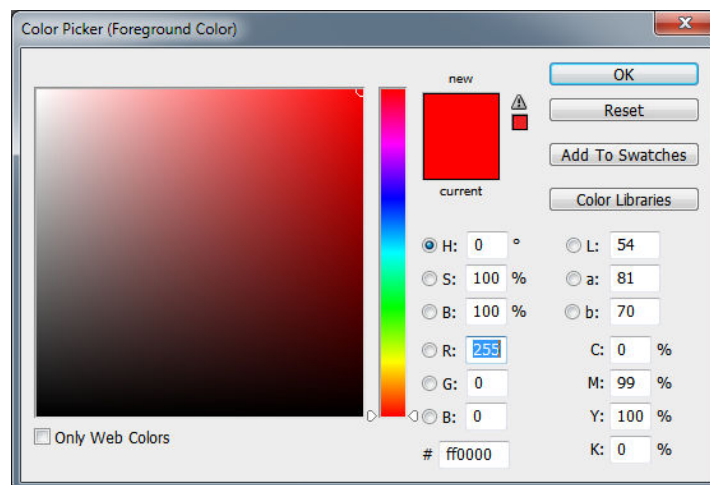 Color Picker (Foreground Color)
new
current
OK
Reset
Add To Swatches
Color Libraries
H: 0 °
S: 100 %
B: 100 %
R: 255
G: 0
B: 0
# ff0000
L: 54
a: 81
b: 70
C: 0 %
M: 99 %
Y: 100 %
K: 0 %
Only Web Colors